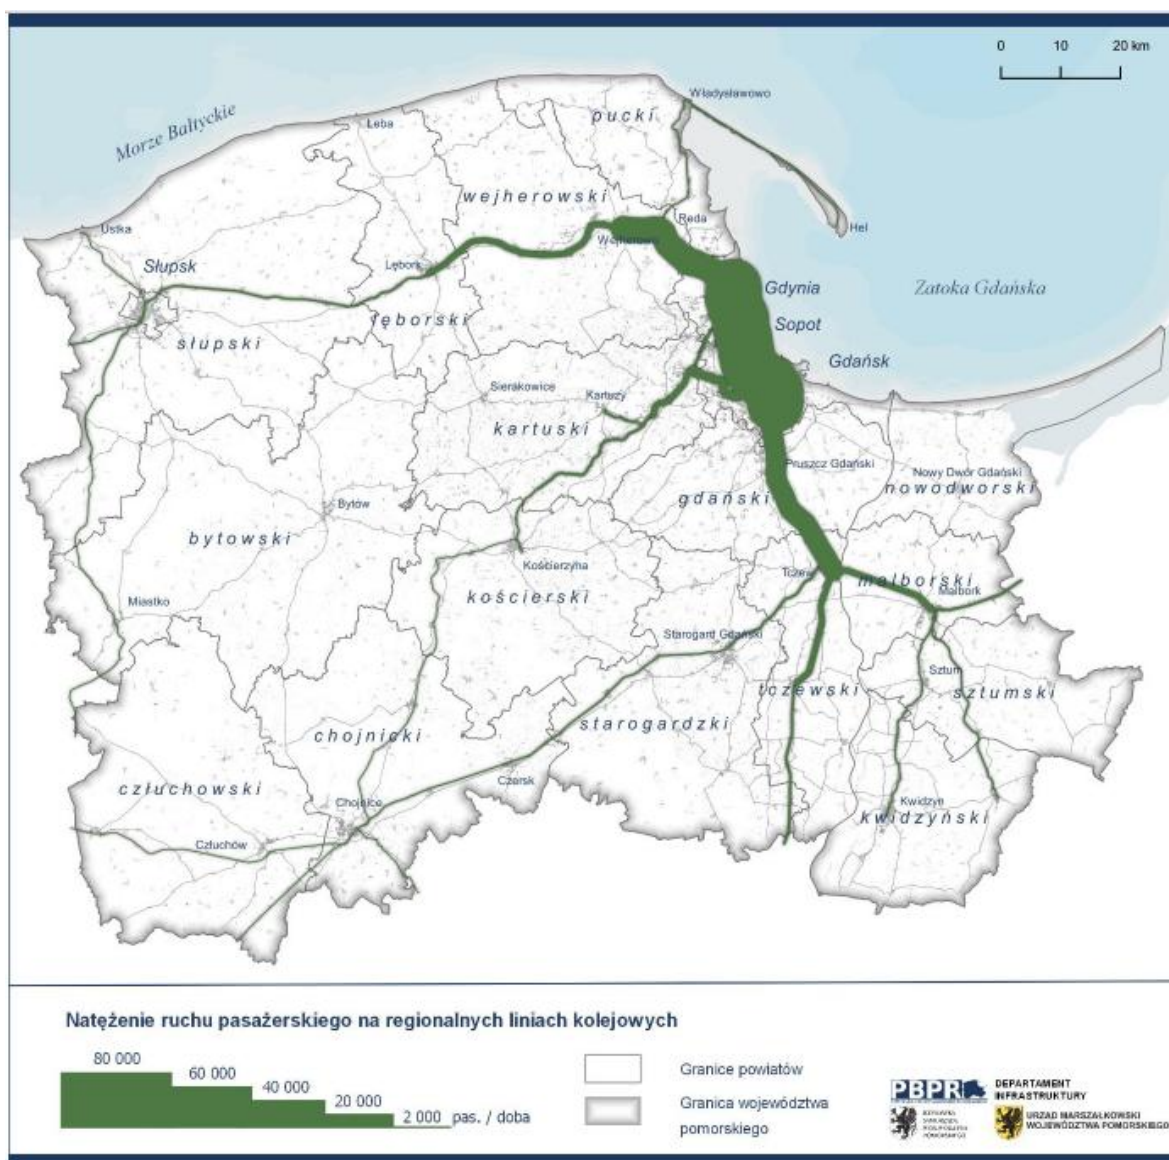 0 10 20 km
Władysławowo
Morze Bałtyckie
Łeba
pucki
wejherowski
Reda
Hel
Ustka
Wejherowo
Słupsk
Lębork
Gdynia
Zatoka Gdańska
Sopot
lęborski
słupski
Gdańsk
Sierakowice
Kartuzy
kartuski
Pruszcz Gdański
Nowy Dwór Gdański
nowodworski
gdański
Bytów
bytowski
Kościerzyna
Tczew
malborski
Malbork
kościerski
Miastko
Starogard Gdański
Sztum
tczewski
sztumski
starogardzki
chojnicki
Czersk
człuchowski
Chojnice
Kwidzyn
kwidzyński
Człuchów
Natężenie ruchu pasażerskiego na regionalnych liniach kolejowych
80 000
60 000
40 000
20 000
2 000 pas. / doba
Granice powiatów
Granica województwa
pomorskiego
PBPR
DEPARTAMENT
INFRASTRUKTURY
URZĄD MARSZAŁKOWSKI
WOJEWÓDZTWA POMORSKIEGO